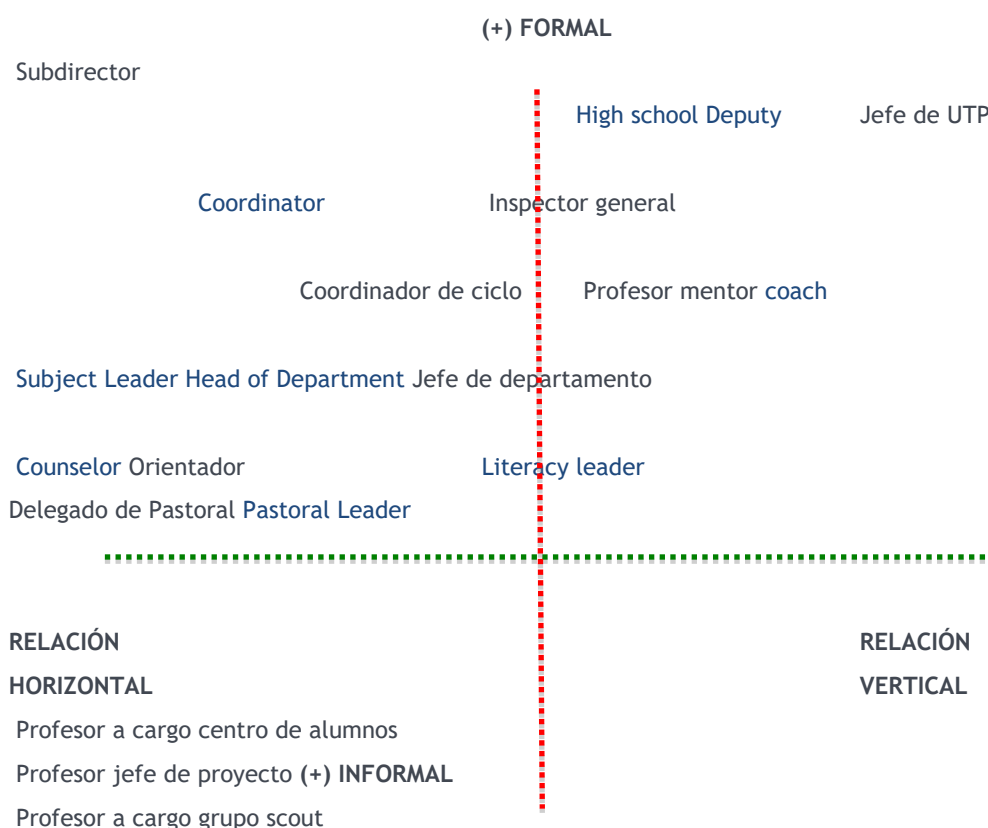 (+) FORMAL
Subdirector
High school Deputy Jefe de UTP
Coordinator Inspector general
Coordinador de ciclo Profesor mentor coach
Subject Leader Head of Department Jefe de departamento
Counselor Orientador Literacy leader
Delegado de Pastoral Pastoral Leader
RELACIÓN RELACIÓN
HORIZONTAL VERTICAL
Profesor a cargo centro de alumnos
Profesor jefe de proyecto (+) INFORMAL
Profesor a cargo grupo scout